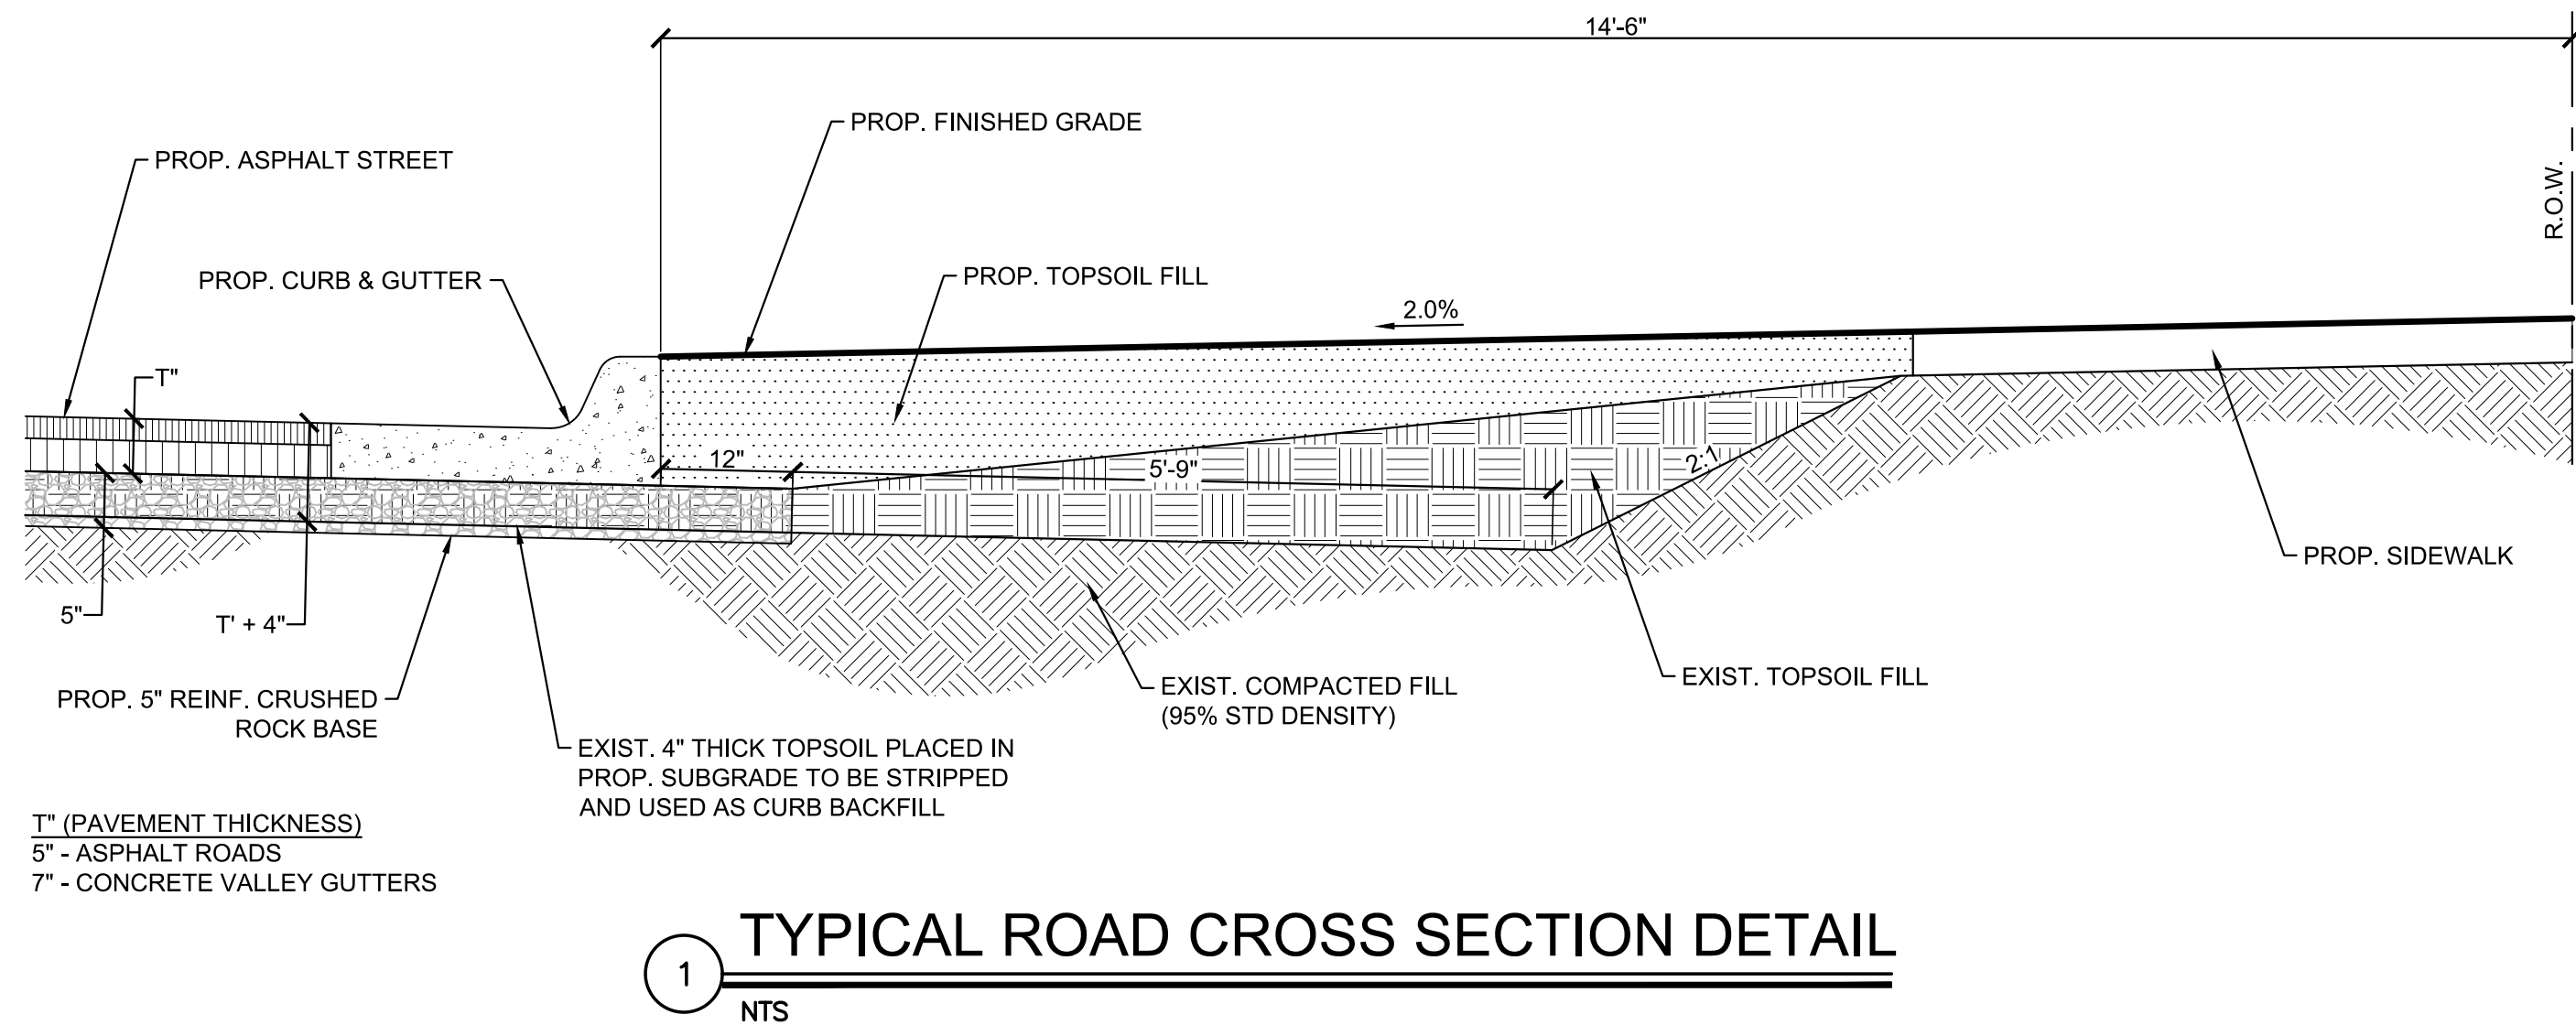 14'-6"
PROP. FINISHED GRADE
PROP. ASPHALT STREET
R.O.W.
PROP. CURB & GUTTER
PROP. TOPSOIL FILL
2.0%
T"
12"
5'-9"
2:1
PROP. SIDEWALK
5"
T' + 4"
PROP. 5" REINF. CRUSHED
ROCK BASE
EXIST. COMPACTED FILL
(95% STD DENSITY)
EXIST. TOPSOIL FILL
EXIST. 4" THICK TOPSOIL PLACED IN
PROP. SUBGRADE TO BE STRIPPED
AND USED AS CURB BACKFILL
T" (PAVEMENT THICKNESS)
5" - ASPHALT ROADS
7" - CONCRETE VALLEY GUTTERS
1
TYPICAL ROAD CROSS SECTION DETAIL
NTS